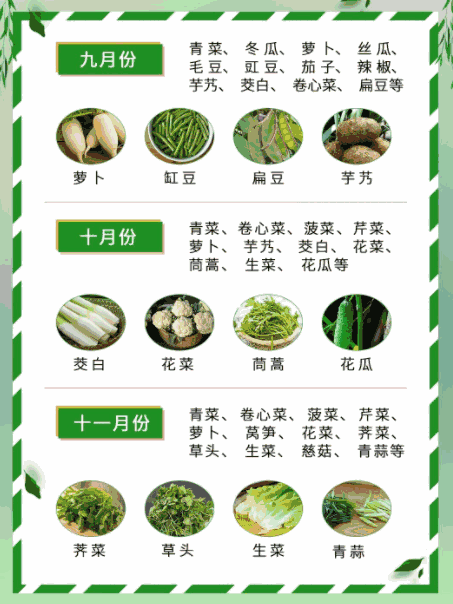 九月份
青菜、冬瓜、萝卜、丝瓜、
毛豆、豇豆、茄子、辣椒、
芋艿、茭白、卷心菜、扁豆等
萝卜 缸豆 扁豆 芋艿
十月份
青菜、卷心菜、菠菜、芹菜、
萝卜、芋艿、茭白、花菜、
茼蒿、生菜、花瓜等
茭白 花菜 茼蒿 花瓜
十一月份
青菜、卷心菜、菠菜、芹菜、
萝卜、莴笋、花菜、荠菜、
草头、生菜、慈菇、青蒜等
荠菜 草头 生菜 青蒜